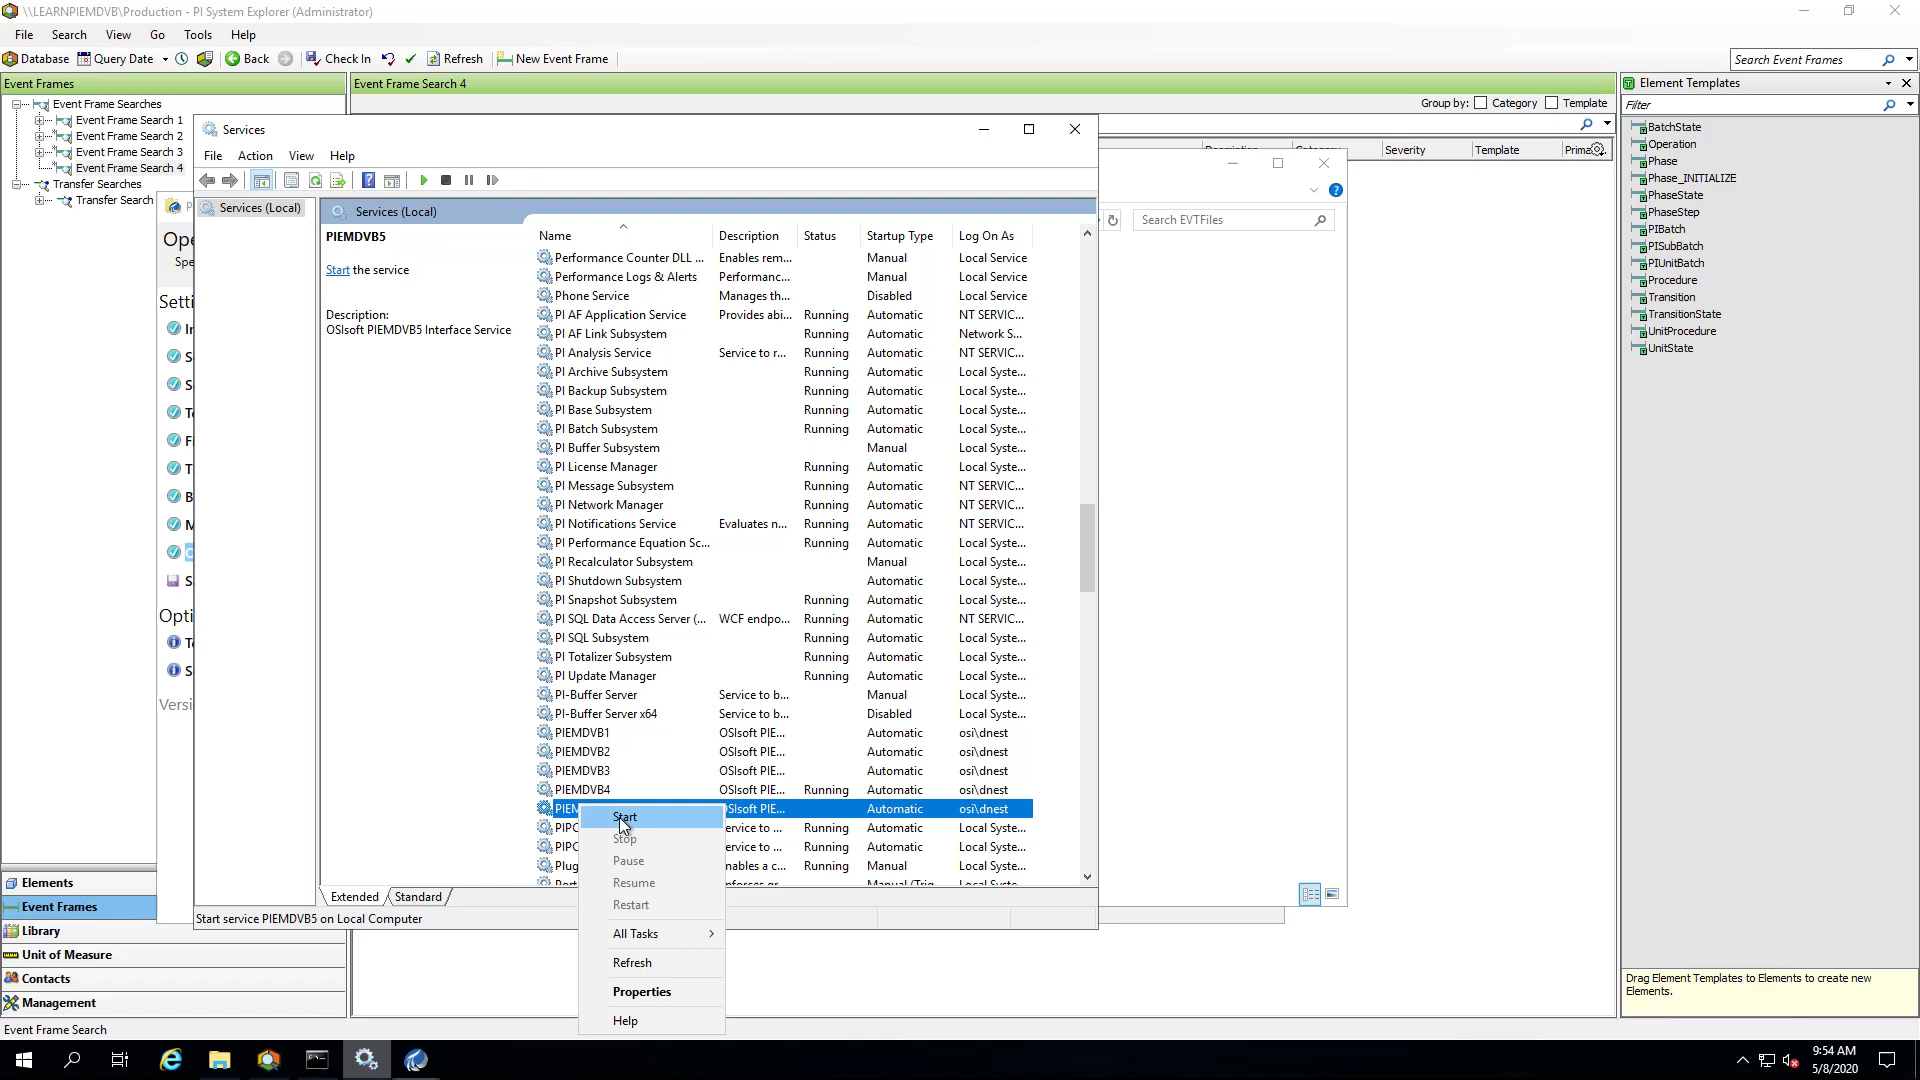 \\LEARNPIEMDVB\Production - PI System Explorer (Administrator)
File Search View Go Tools Help
Database Query Date Back Check In Refresh New Event Frame
Search Event Frames
Event Frames
Event Frame Searches
Event Frame Search 1
Event Frame Search 2
Event Frame Search 3
Event Frame Search 4
Transfer Searches
Transfer Search
Elements
Event Frames
Library
Unit of Measure
Contacts
Management
Event Frame Search
Event Frame Search 4
Group by: Category Template
Severity Template Prima
Search EVTFiles
Ope
Spe
Setti
Opti
Versi
Services
File Action View Help
Services (Local)
Services (Local)
PIEMDVB5
Start the service
Description:
OSIsoft PIEMDVB5 Interface Service
Name Description Status Startup Type Log On As
Performance Counter DLL ... Enables rem... Manual Local Service
Performance Logs & Alerts Performanc... Manual Local Service
Phone Service Manages th... Disabled Local Service
PI AF Application Service Provides abi... Running Automatic NT SERVIC...
PI AF Link Subsystem Running Automatic Network S...
PI Analysis Service Service to r... Running Automatic NT SERVIC...
PI Archive Subsystem Running Automatic Local Syste...
PI Backup Subsystem Running Automatic Local Syste...
PI Base Subsystem Running Automatic Local Syste...
PI Batch Subsystem Running Automatic Local Syste...
PI Buffer Subsystem Manual Local Syste...
PI License Manager Running Automatic Local Syste...
PI Message Subsystem Running Automatic NT SERVIC...
PI Network Manager Running Automatic NT SERVIC...
PI Notifications Service Evaluates n... Running Automatic NT SERVIC...
PI Performance Equation Sc... Running Automatic Local Syste...
PI Recalculator Subsystem Manual Local Syste...
PI Shutdown Subsystem Automatic Local Syste...
PI Snapshot Subsystem Running Automatic Local Syste...
PI SQL Data Access Server (... WCF endpo... Running Automatic NT SERVIC...
PI SQL Subsystem Running Automatic Local Syste...
PI Totalizer Subsystem Running Automatic Local Syste...
PI Update Manager Running Automatic Local Syste...
PI-Buffer Server Service to b... Manual Local Syste...
PI-Buffer Server x64 Service to b... Disabled Local Syste...
PIEMDVB1 OSIsoft PIE... Automatic osi\dnest
PIEMDVB2 OSIsoft PIE... Automatic osi\dnest
PIEMDVB3 OSIsoft PIE... Automatic osi\dnest
PIEMDVB4 OSIsoft PIE... Running Automatic osi\dnest
PIEM SIsoft PIE... Automatic osi\dnest
PIPC ervice to ... Running Automatic Local Syste...
PIPC ervice to ... Running Automatic Local Syste...
Plug nables a c... Running Manual Local Syste...
Start
Stop
Pause
Resume
Restart
All Tasks
Refresh
Properties
Help
Extended Standard
Start service PIEMDVB5 on Local Computer
Element Templates
Filter
BatchState
Operation
Phase
Phase_INITIALIZE
PhaseState
PhaseStep
PIBatch
PISubBatch
PIUnitBatch
Procedure
Transition
TransitionState
UnitProcedure
UnitState
Drag Element Templates to Elements to create new
Elements.
9:54 AM
5/8/2020